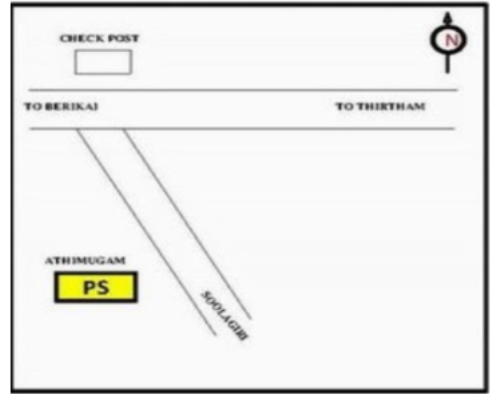 CHECK POST
N
TO BERIKAI
TO THIRTHAM
ATHIMUGAM
PS
SOOLAGIRI